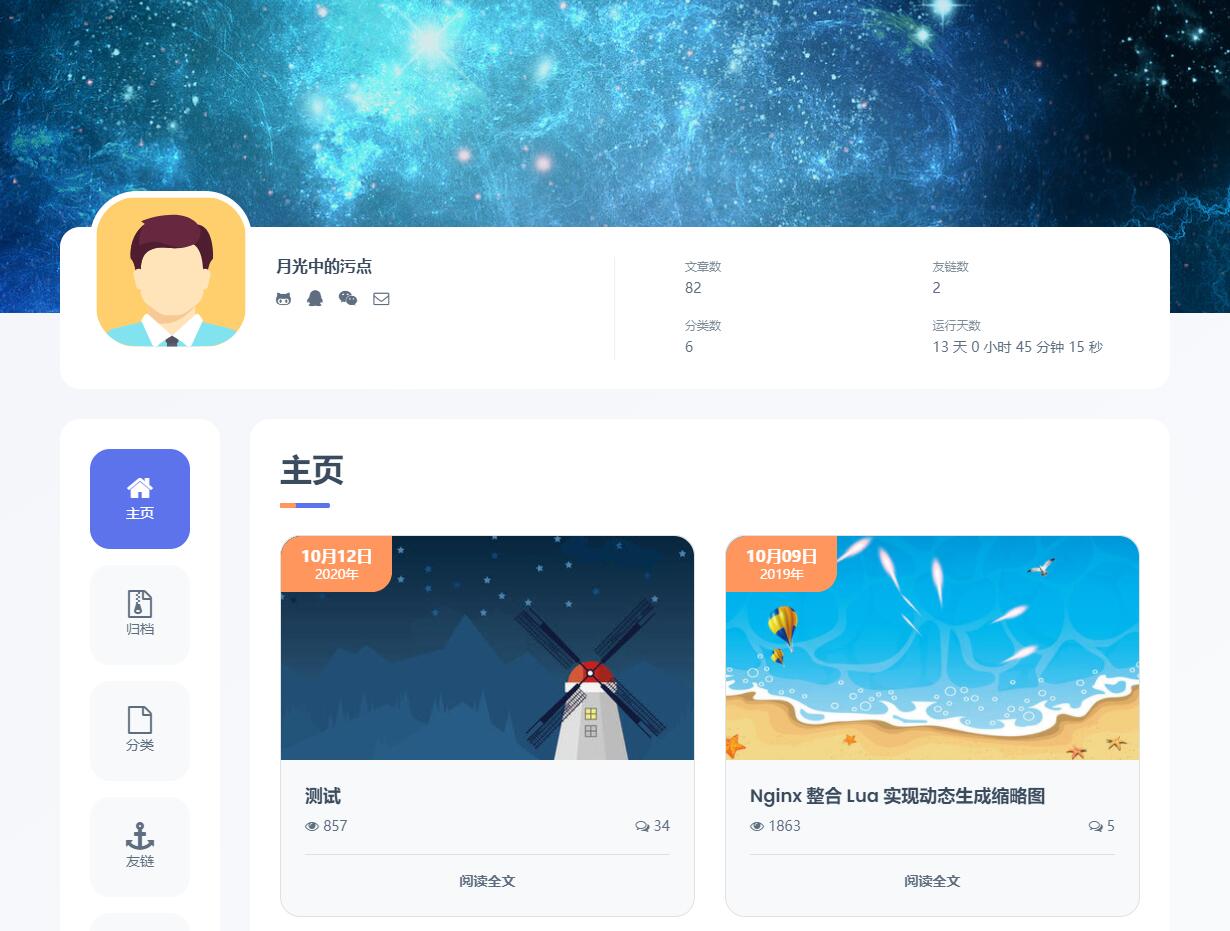 月光中的污点
文章数
82
友链数
2
分类数
6
运行天数
13 天 0 小时 45 分钟 15 秒
主页
归档
分类
友链
主页
10月12日
2020年
测试
857
34
阅读全文
10月09日
2019年
Nginx 整合 Lua 实现动态生成缩略图
1863
5
阅读全文